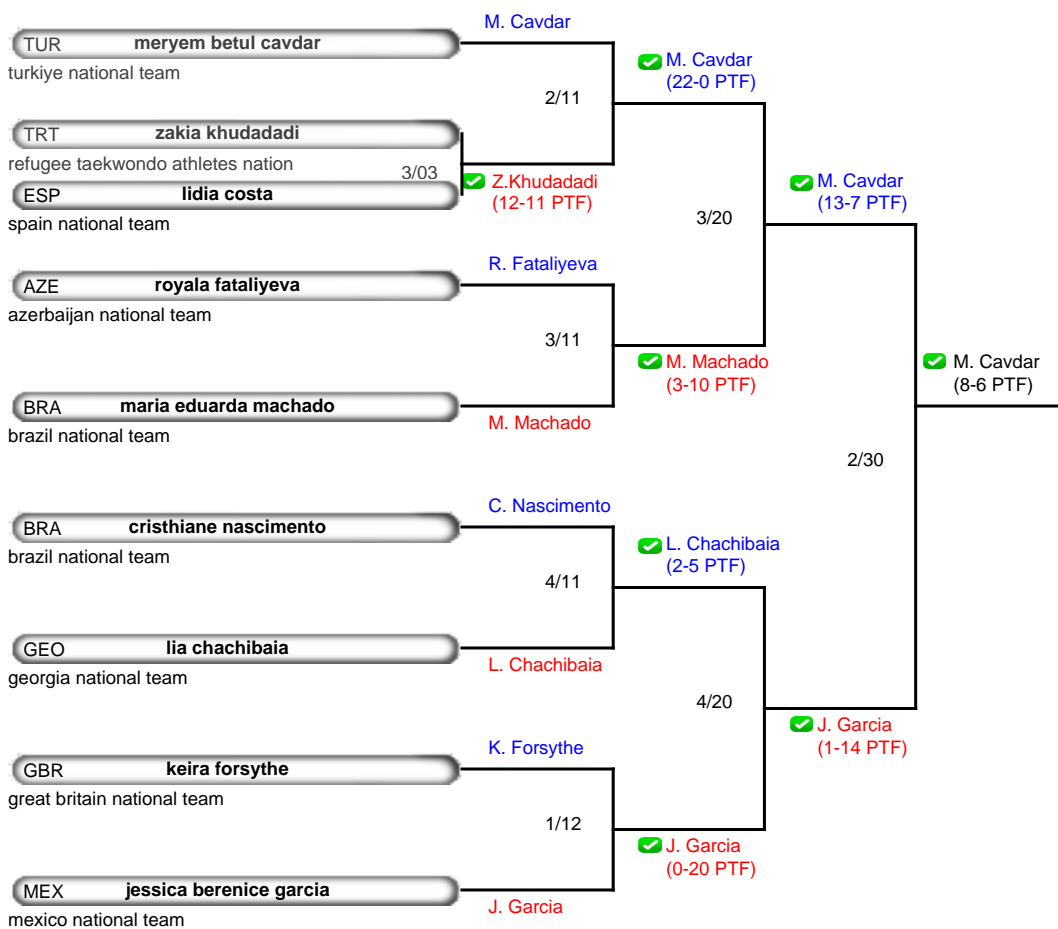 M. Cavdar
TUR meryem betul cavdar
turkiye national team
M. Cavdar
(22-0 PTF)
2/11
TRT zakia khudadadi
refugee taekwondo athletes nation
3/03
Z.Khudadadi
(12-11 PTF)
ESP lidia costa
spain national team
M. Cavdar
(13-7 PTF)
3/20
R. Fataliyeva
AZE royala fataliyeva
azerbaijan national team
3/11
M. Machado
(3-10 PTF)
M. Cavdar
(8-6 PTF)
BRA maria eduarda machado
brazil national team
M. Machado
2/30
C. Nascimento
BRA cristhiane nascimento
brazil national team
L. Chachibaia
(2-5 PTF)
4/11
GEO lia chachibaia
georgia national team
L. Chachibaia
4/20
J. Garcia
(1-14 PTF)
K. Forsythe
GBR keira forsythe
great britain national team
1/12
J. Garcia
(0-20 PTF)
MEX jessica berenice garcia
mexico national team
J. Garcia